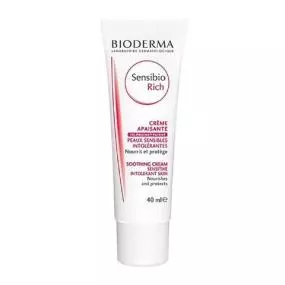 BIODERMA
LABORATOIRE DERMATOLOGIQUE
Sensibio
Rich
CRÈME
APAISANTE
PEAUX SENSIBLES
INTOLÉRANTES
Nourrit et protège
SOOTHING CREAM
SENSITIVE
INTOLERANT SKIN
Nourishes
and protects
40 ml e